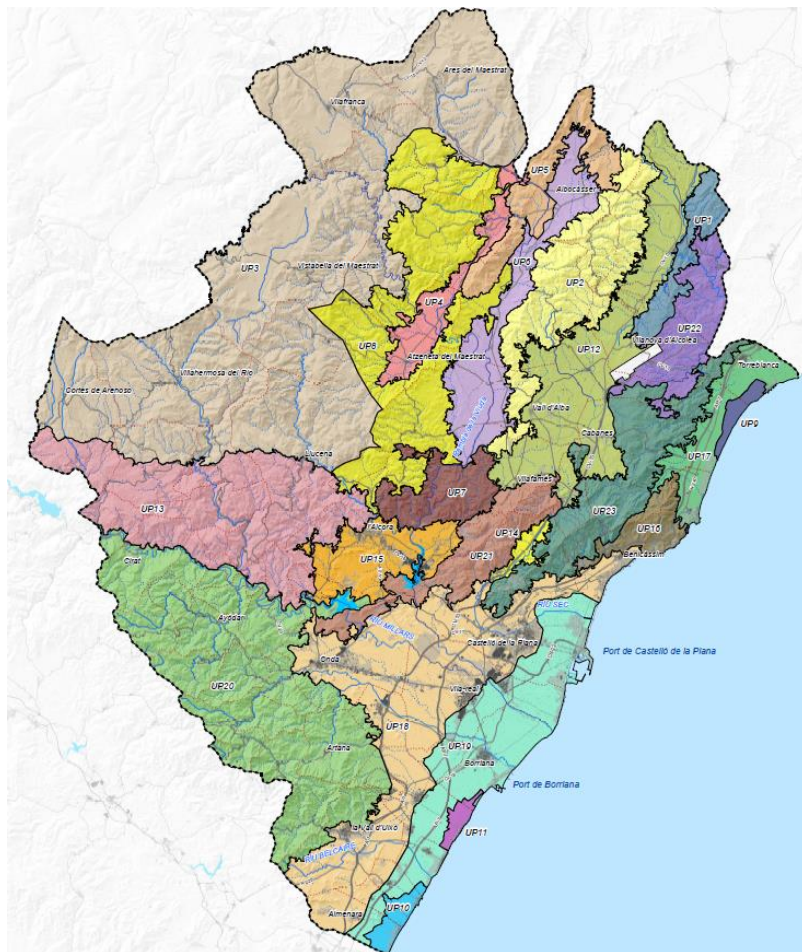 Ares del Maestrat
Vilafranca
UP5
Albocàsser
UP1
UP3
Vistabella del Maestrat
UP6
UP2
UP4
UP22
UP8
UP12
Vilanova d'Alcolea
Atzeneta del Maestrat
Torreblanca
Vilahermosa del Río
Cortes de Arenoso
UP9
Vall d'Alba
Cabanes
UP17
Llucena
Vilafamés
UP7
UP13
UP16
UP23
l'Alcora
UP14
UP15
UP21
Benicàssim
Cirat
RIU SEC
Ayódar
RIU MILLARS
Castelló de la Plana
Port de Castelló de la Plana
Onda
UP20
Vila-real
UP18
UP19
Artana
Borriana
Port de Borriana
la Vall d'Uixó
UP11
RIU BELCAIRE
UP10
Almenara